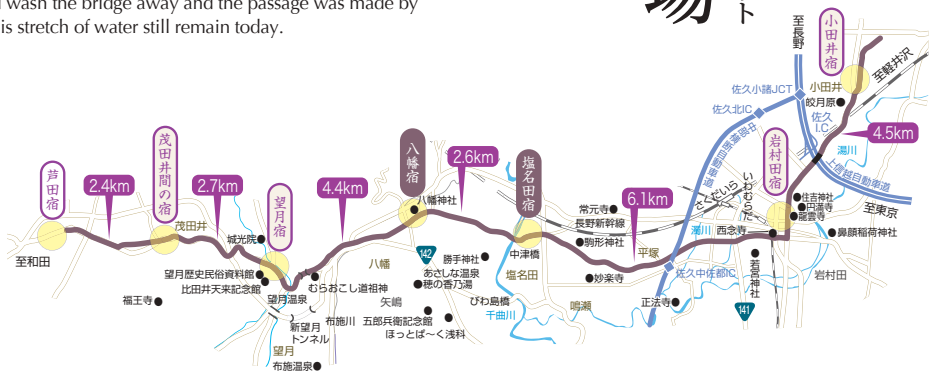 l wash the bridge away and the passage was made by
is stretch of water still remain today.
場
ト
至長野
小田井宿
至軽井沢
佐久小諸JCT
小田井
佐久北IC
皎月原
佐久
I.C
4.5km
中部横断自動車道
湯川
上信越自動車道
至東京
岩村田宿
いわむらだ
さくだいら
住吉神社
円満寺
龍雲寺
鼻顔稲荷神社
西念寺
湯川
若宮神社
岩村田
141
佐久中佐都IC
正法寺
平塚
6.1km
常元寺
長野新幹線
駒形神社
妙楽寺
鳴瀬
塩名田宿
中津橋
塩名田
千曲川
びわ島橋
2.6km
八幡宿
八幡神社
142
勝手神社
あさしな温泉
穂の香乃湯
八幡
矢嶋
五郎兵衛記念館
ほっとぱ〜く浅科
4.4km
むらおこし道祖神
布施川
望月宿
城光院
望月歴史民俗資料館
比田井天来記念館
望月温泉
新望月
トンネル
望月
布施温泉
福王寺
2.7km
茂田井間の宿
茂田井
2.4km
芦田宿
至和田